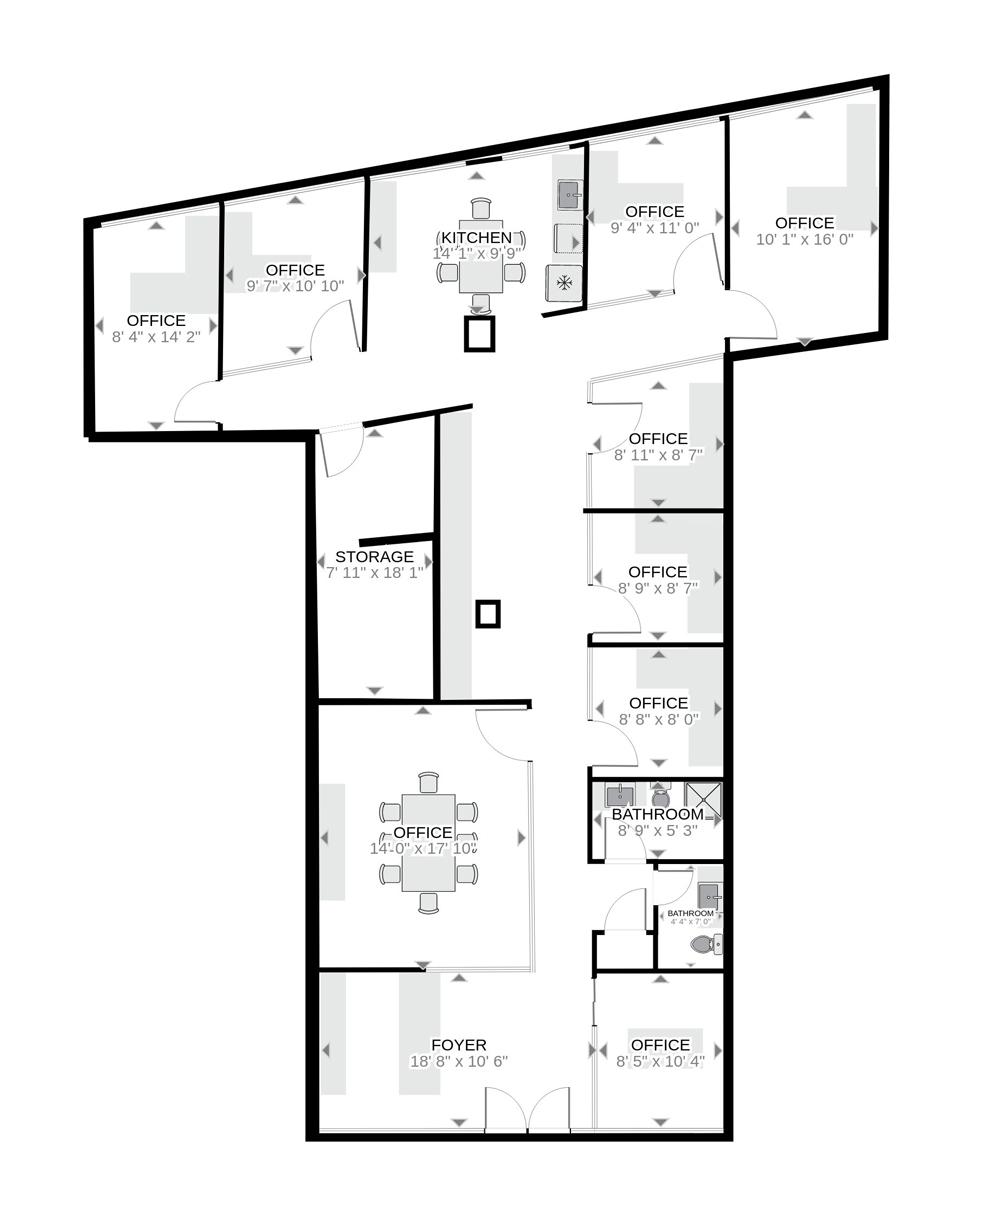 OFFICE
9' 4" x 11' 0"
OFFICE
10' 1" x 16' 0"
KITCHEN
14' 1" x 9' 9"
OFFICE
9' 7" x 10' 10"
OFFICE
8' 4" x 14' 2"
OFFICE
8' 11" x 8' 7"
STORAGE
7' 11" x 18' 1"
OFFICE
8' 9" x 8' 7"
OFFICE
8' 8" x 8' 0"
BATHROOM
8' 9" x 5' 3"
OFFICE
14' 0" x 17' 10"
BATHROOM
4' 4" x 7' 0"
FOYER
18' 8" x 10' 6"
OFFICE
8' 5" x 10' 4"